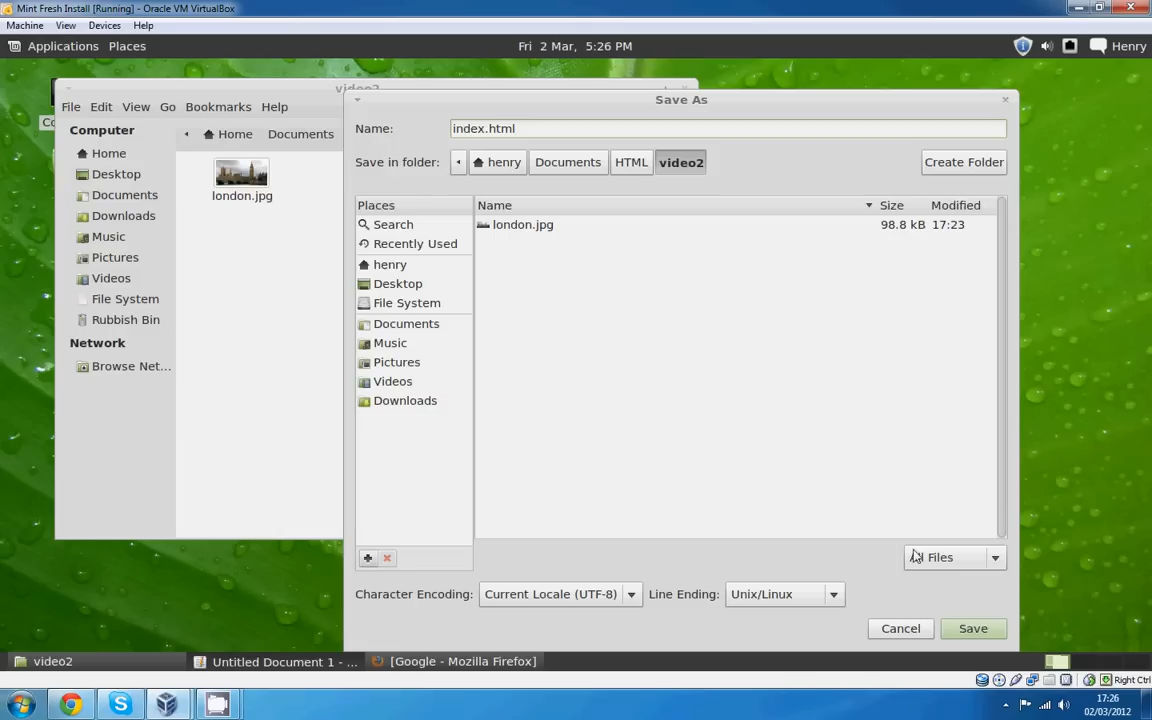 Mint Fresh Install [Running] - Oracle VM VirtualBox
Machine View Devices Help
Applications Places Fri 2 Mar, 5:26 PM Henry
File Edit View Go Bookmarks Help
Save As
Computer
Home
Desktop
Documents
Downloads
Music
Pictures
Videos
File System
Rubbish Bin
Network
Browse Net...
Home Documents
london.jpg
Name: index.html
Save in folder: henry Documents HTML video2 Create Folder
Places
Search
Recently Used
henry
Desktop
File System
Documents
Music
Pictures
Videos
Downloads
Name Size Modified
london.jpg 98.8 kB 17:23
All Files
Character Encoding: Current Locale (UTF-8) Line Ending: Unix/Linux
Cancel Save
video2 Untitled Document 1 - ... [Google - Mozilla Firefox]
Right Ctrl
17:26
02/03/2012